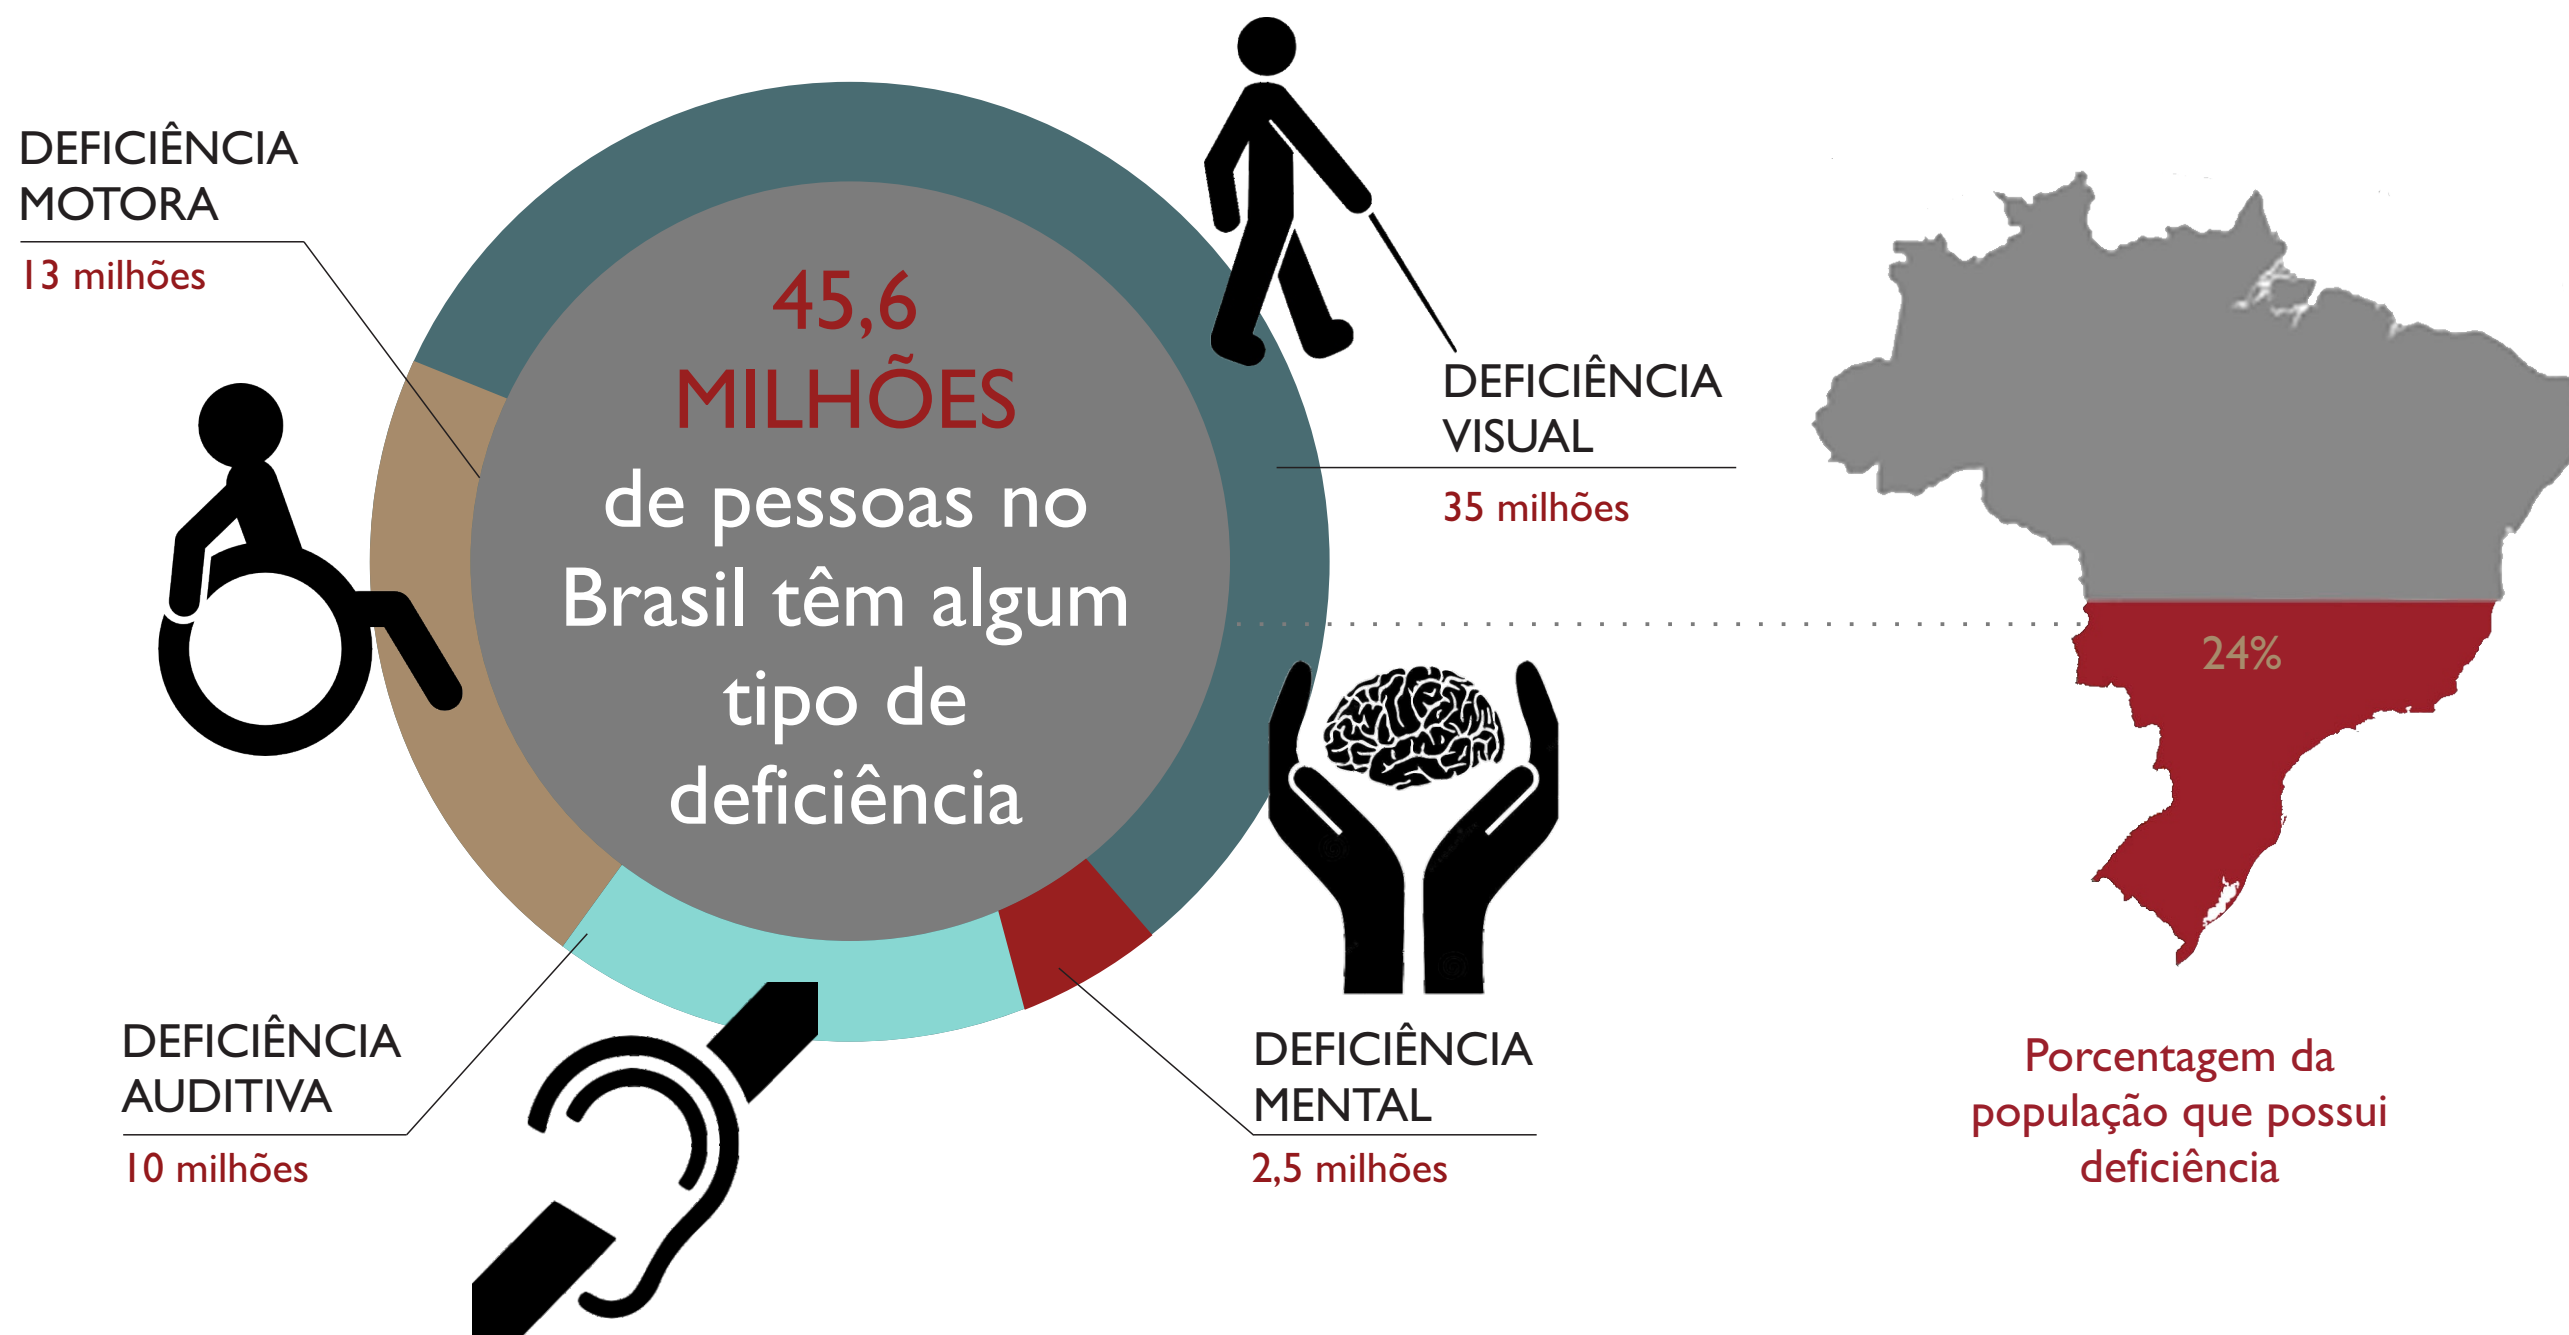 DEFICIÊNCIA
MOTORA
13 milhões
45,6
MILHÕES
de pessoas no
Brasil têm algum
tipo de
deficiência
DEFICIÊNCIA
VISUAL
35 milhões
24%
DEFICIÊNCIA
AUDITIVA
10 milhões
DEFICIÊNCIA
MENTAL
2,5 milhões
Porcentagem da
população que possui
deficiência